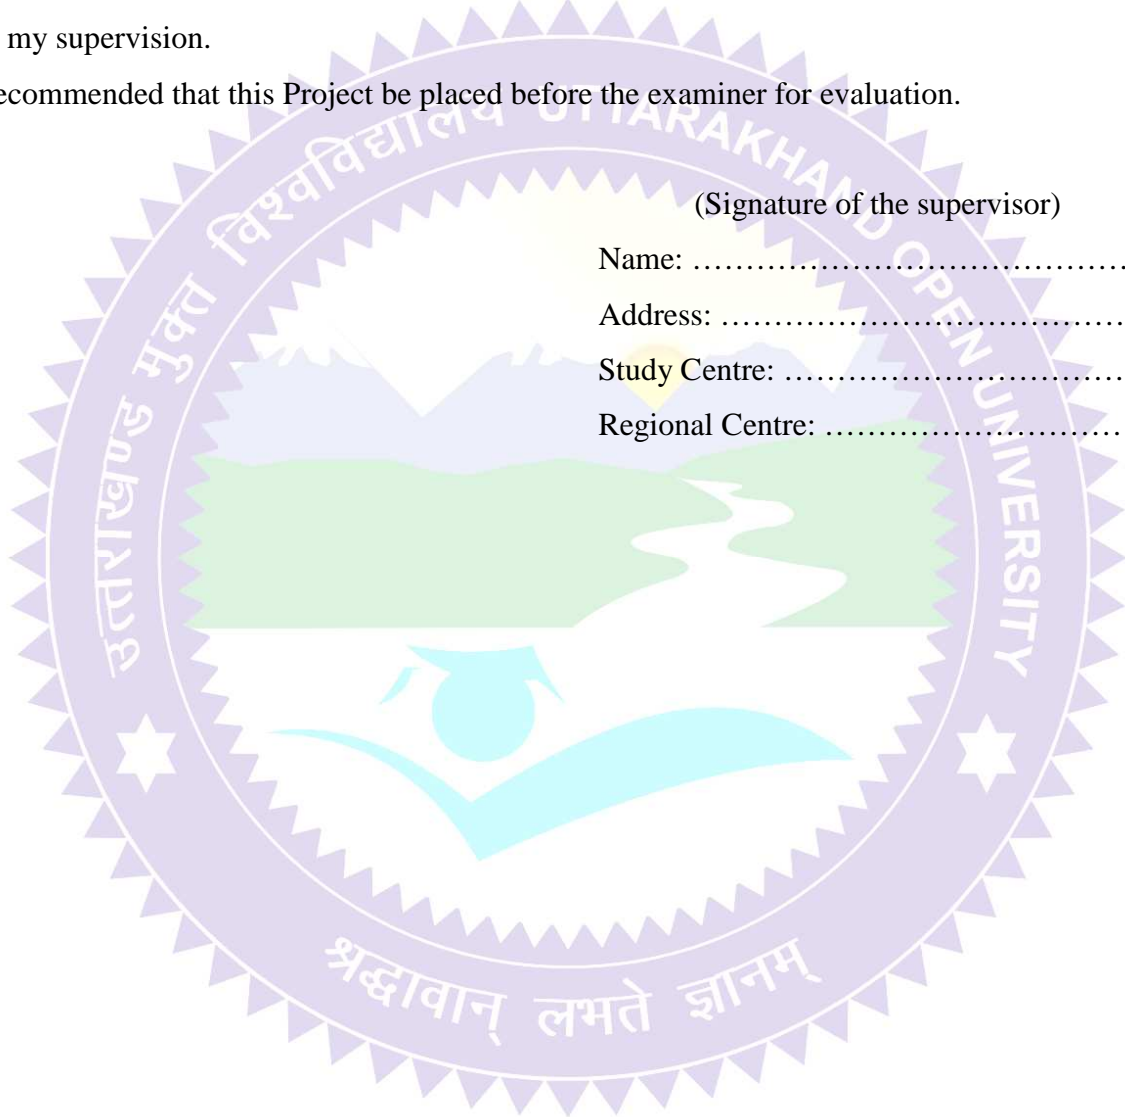 my supervision.
ecommended that this Project be placed before the examiner for evaluation.
उत्तराखण्ड मुक्त विश्वविद्यालय UTTARAKHAND OPEN UNIVERSITY
(Signature of the supervisor)
Name: ……………………………………
Address: …………………………………
Study Centre: ……………………………
Regional Centre: …………………………
श्रद्धावान् लभते ज्ञानम्